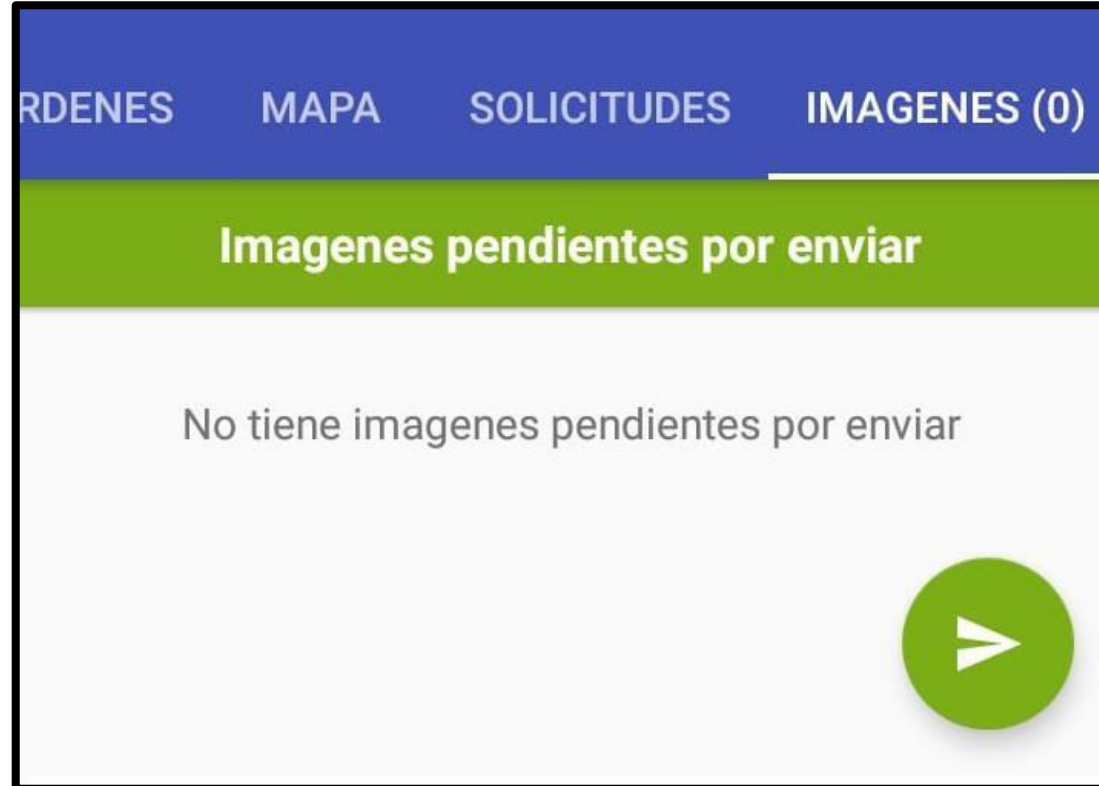 RDENES MAPA SOLICITUDES IMAGENES (0)
Imagenes pendientes por enviar
No tiene imagenes pendientes por enviar